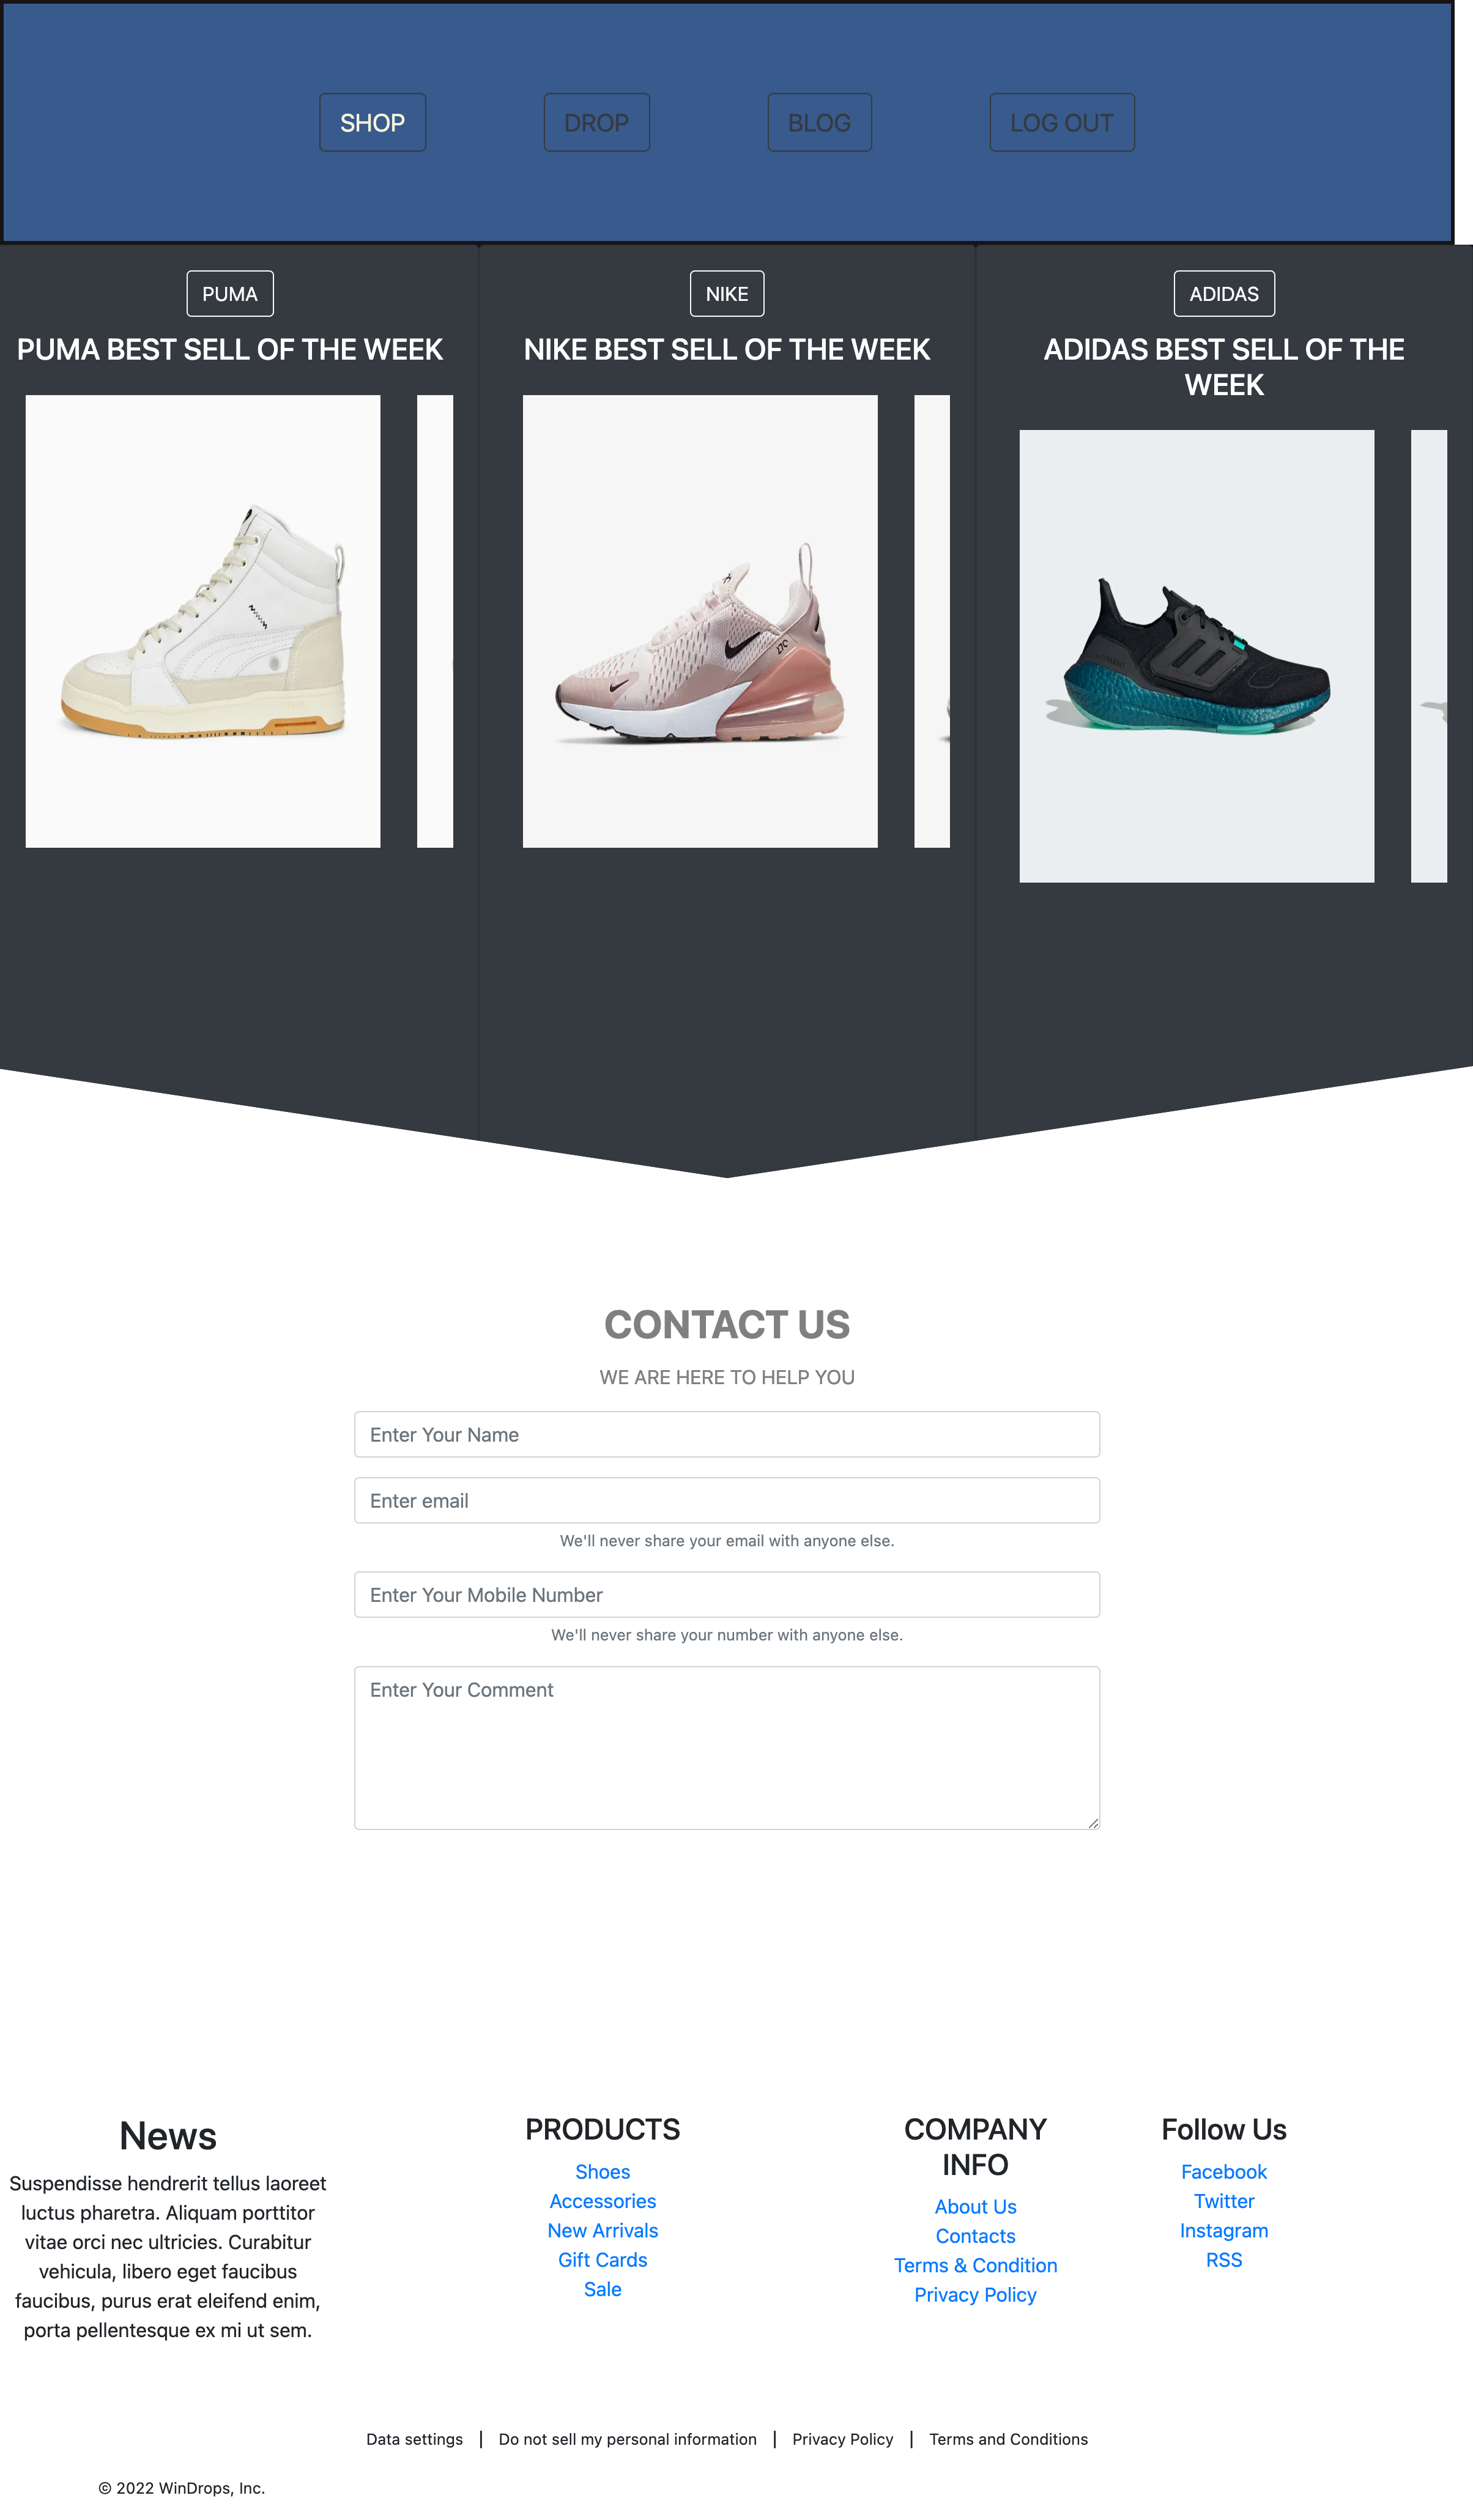 SHOP
DROP
BLOG
LOG OUT
PUMA
PUMA BEST SELL OF THE WEEK
NIKE
NIKE BEST SELL OF THE WEEK
ADIDAS
ADIDAS BEST SELL OF THE
WEEK
CONTACT US
WE ARE HERE TO HELP YOU
Enter Your Name
Enter email
We'll never share your email with anyone else.
Enter Your Mobile Number
We'll never share your number with anyone else.
Enter Your Comment
News
Suspendisse hendrerit tellus laoreet
luctus pharetra. Aliquam porttitor
vitae orci nec ultricies. Curabitur
vehicula, libero eget faucibus
faucibus, purus erat eleifend enim,
porta pellentesque ex mi ut sem.
PRODUCTS
Shoes
Accessories
New Arrivals
Gift Cards
Sale
COMPANY
INFO
About Us
Contacts
Terms & Condition
Privacy Policy
Follow Us
Facebook
Twitter
Instagram
RSS
Data settings | Do not sell my personal information | Privacy Policy | Terms and Conditions
© 2022 WinDrops, Inc.